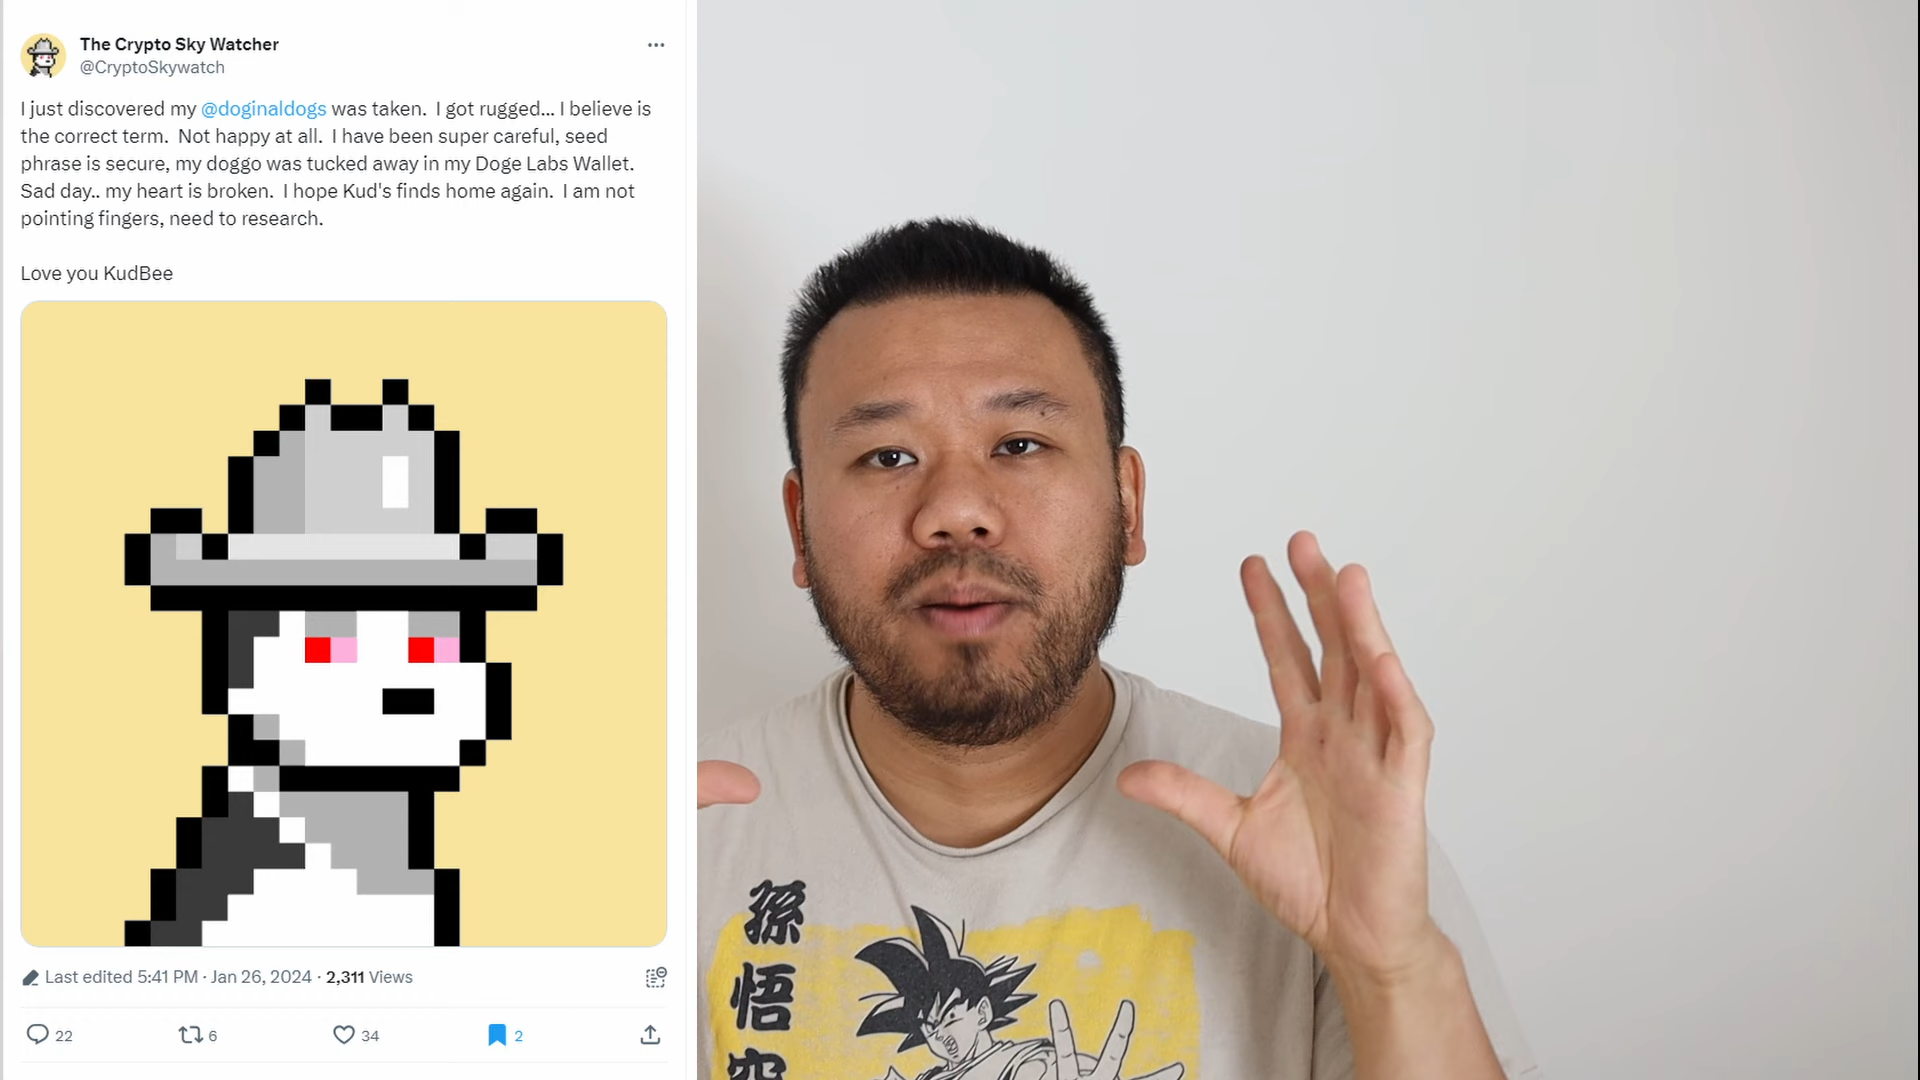 The Crypto Sky Watcher
@CryptoSkywatch
I just discovered my @doginaldogs was taken.  I got rugged... I believe is
the correct term.  Not happy at all.  I have been super careful, seed
phrase is secure, my doggo was tucked away in my Doge Labs Wallet.
Sad day.. my heart is broken.  I hope Kud's finds home again.  I am not
pointing fingers, need to research.
Love you KudBee
Last edited 5:41 PM · Jan 26, 2024 · 2,311 Views
22 6 34 2
孫
悟
空